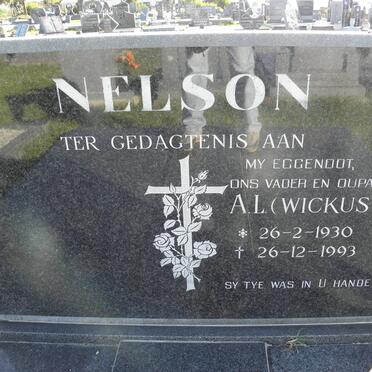 NELSON
TER GEDAGTENIS AAN
MY EGGENOOT,
ONS VADER EN OUPA
A.L. (WICKUS)
* 26-2-1930
† 26-12-1993
SY TYE WAS IN U HANDE